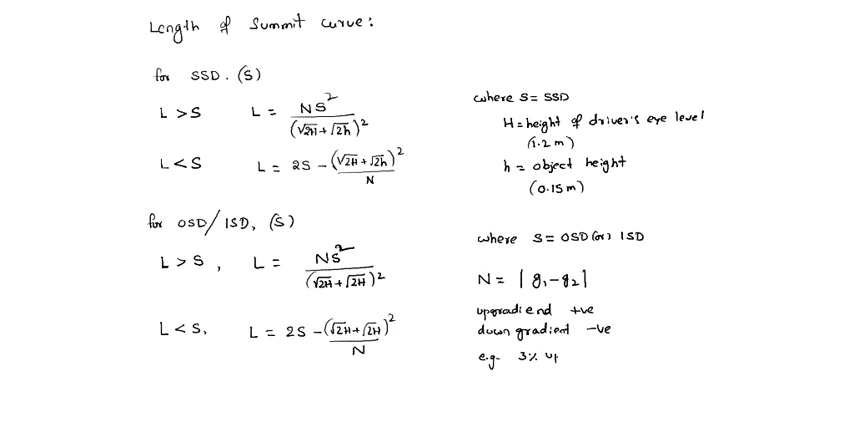 Length of Summit curve:
for SSD. (S)
L > S L = NS² / (√2H + √2h)²
L < S L = 2S - (√2H + √2h)² / N
where S = SSD
H = height of driver's eye level
(1.2 m)
h = object height
(0.15m)
for OSD/ISD, (S)
L > S, L = NS² / (√2H + √2H)²
L < S, L = 2S - (√2H + √2H)² / N
where S = OSD (or) ISD
N = | g₁ - g₂ |
upgradiend +ve
down gradient -ve
e.g. 3% up